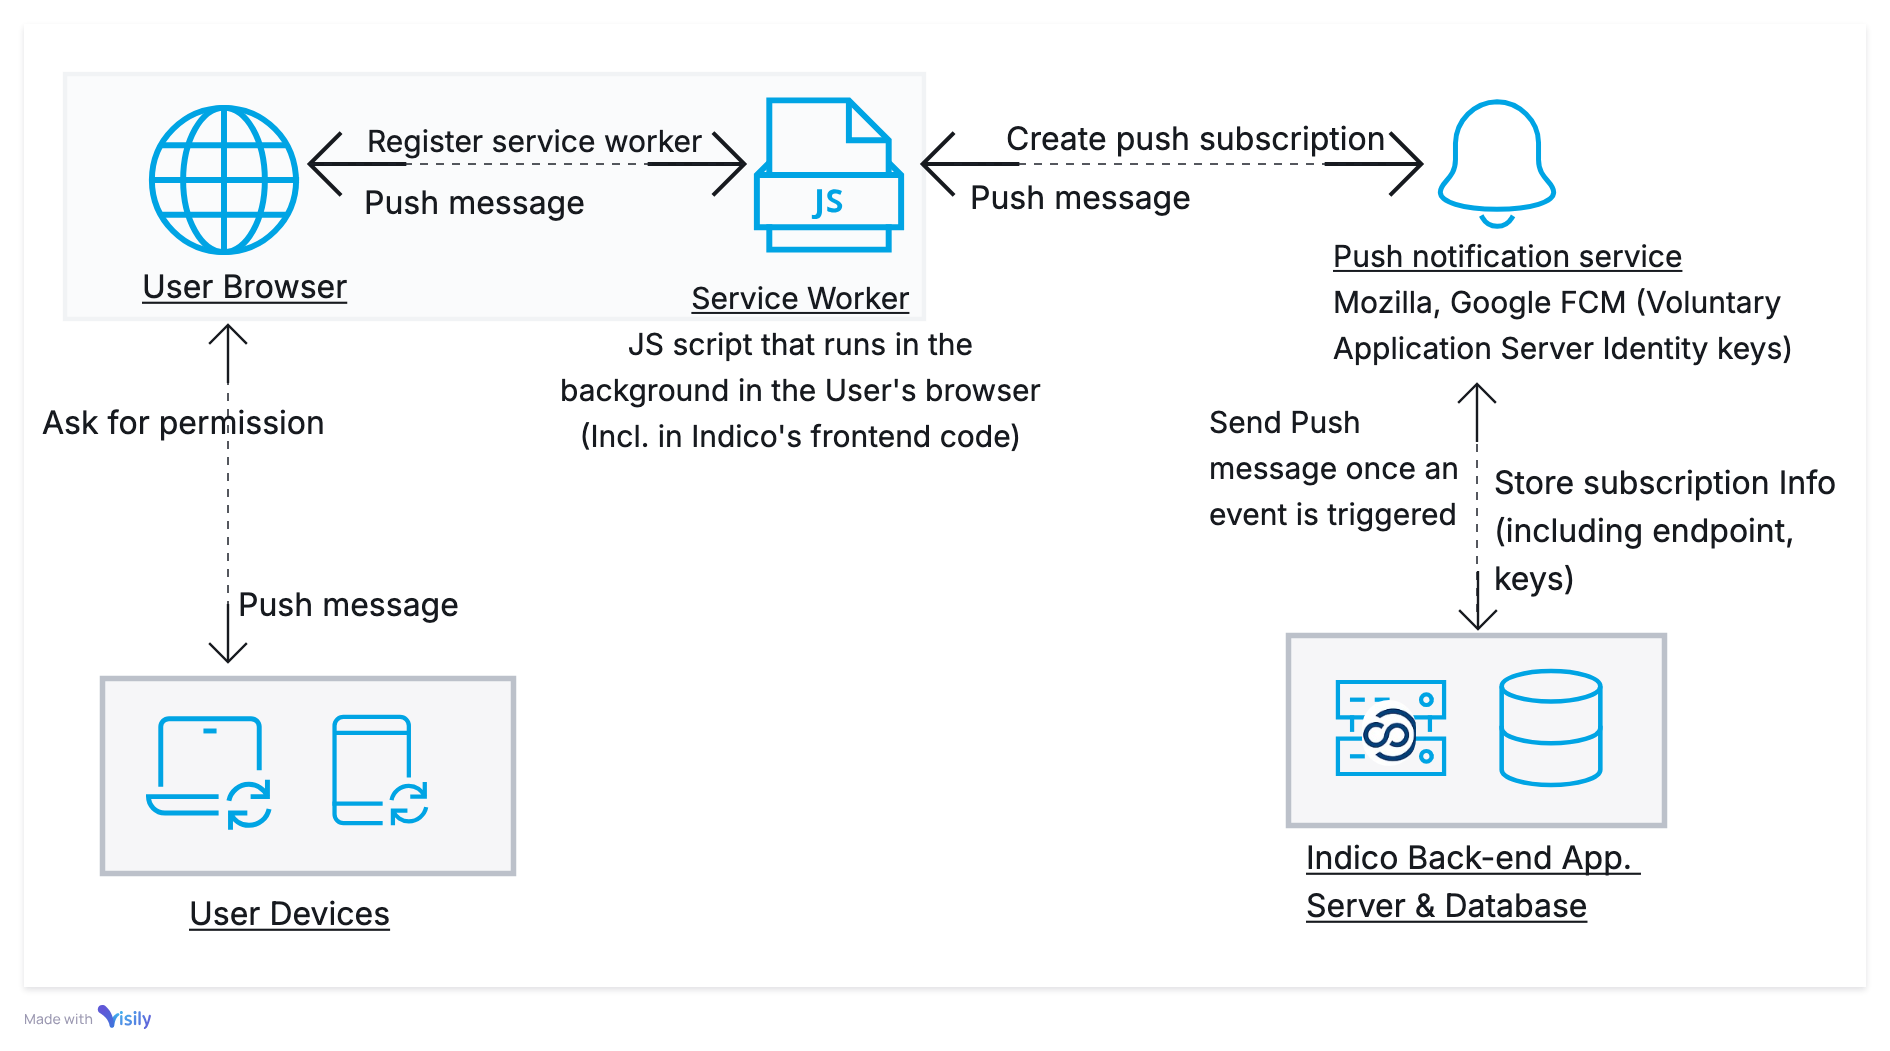 Register service worker
Push message
JS
Create push subscription
Push message
User Browser
Service Worker
JS script that runs in the
background in the User's browser
(Incl. in Indico's frontend code)
Push notification service
Mozilla, Google FCM (Voluntary
Application Server Identity keys)
Ask for permission
Push message
Send Push
message once an
event is triggered
Store subscription Info
(including endpoint,
keys)
User Devices
Indico Back-end App.
Server & Database
Made with Visily